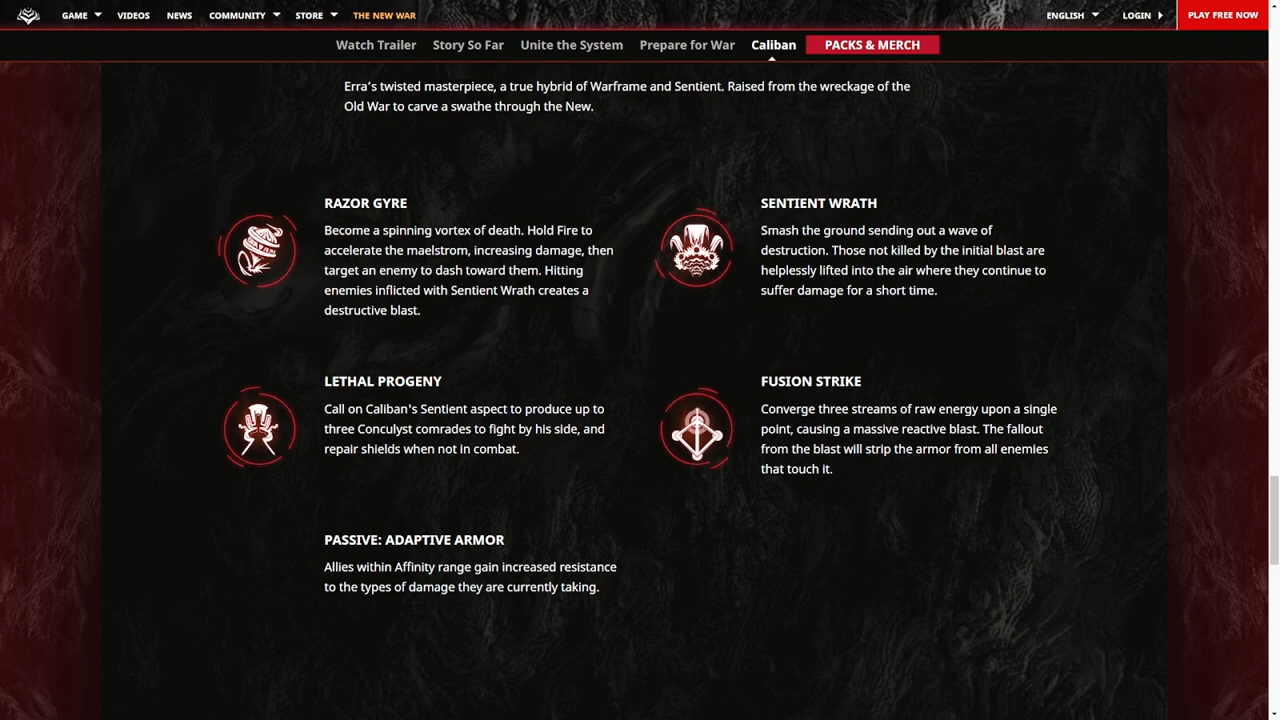 GAME VIDEOS NEWS COMMUNITY STORE THE NEW WAR ENGLISH LOGIN PLAY FREE NOW
Watch Trailer Story So Far Unite the System Prepare for War Caliban PACKS & MERCH
Erra's twisted masterpiece, a true hybrid of Warframe and Sentient. Raised from the wreckage of the
Old War to carve a swathe through the New.
RAZOR GYRE
Become a spinning vortex of death. Hold Fire to
accelerate the maelstrom, increasing damage, then
target an enemy to dash toward them. Hitting
enemies inflicted with Sentient Wrath creates a
destructive blast.
SENTIENT WRATH
Smash the ground sending out a wave of
destruction. Those not killed by the initial blast are
helplessly lifted into the air where they continue to
suffer damage for a short time.
LETHAL PROGENY
Call on Caliban's Sentient aspect to produce up to
three Conculyst comrades to fight by his side, and
repair shields when not in combat.
FUSION STRIKE
Converge three streams of raw energy upon a single
point, causing a massive reactive blast. The fallout
from the blast will strip the armor from all enemies
that touch it.
PASSIVE: ADAPTIVE ARMOR
Allies within Affinity range gain increased resistance
to the types of damage they are currently taking.